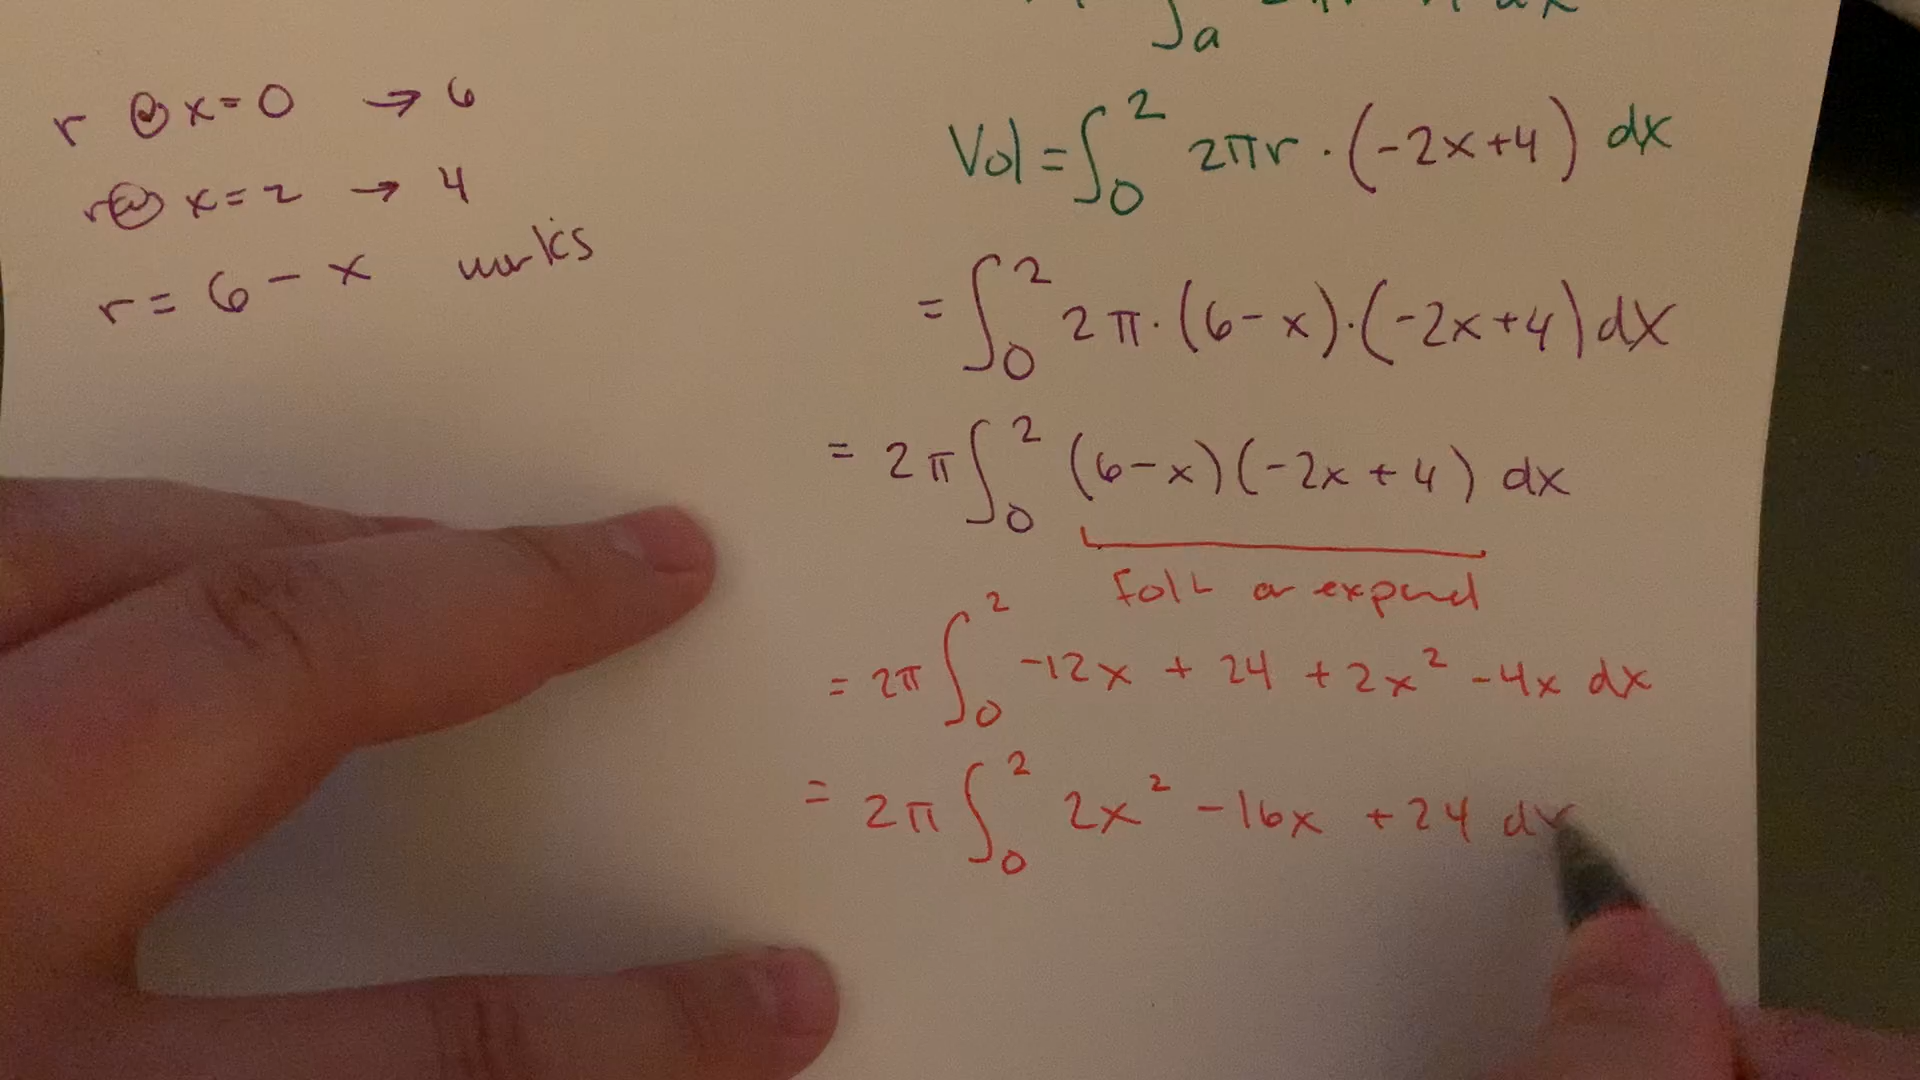 r @ x=0 → 6
r @ x=2 → 4
r = 6 - x works
∫a
Vol = ∫₀² 2πr · (-2x+4) dx
= ∫₀² 2π · (6-x) · (-2x+4) dx
= 2π ∫₀² (6-x)(-2x+4) dx
FOIL or expand
= 2π ∫₀² -12x + 24 + 2x² - 4x dx
= 2π ∫₀² 2x² - 16x + 24 dx